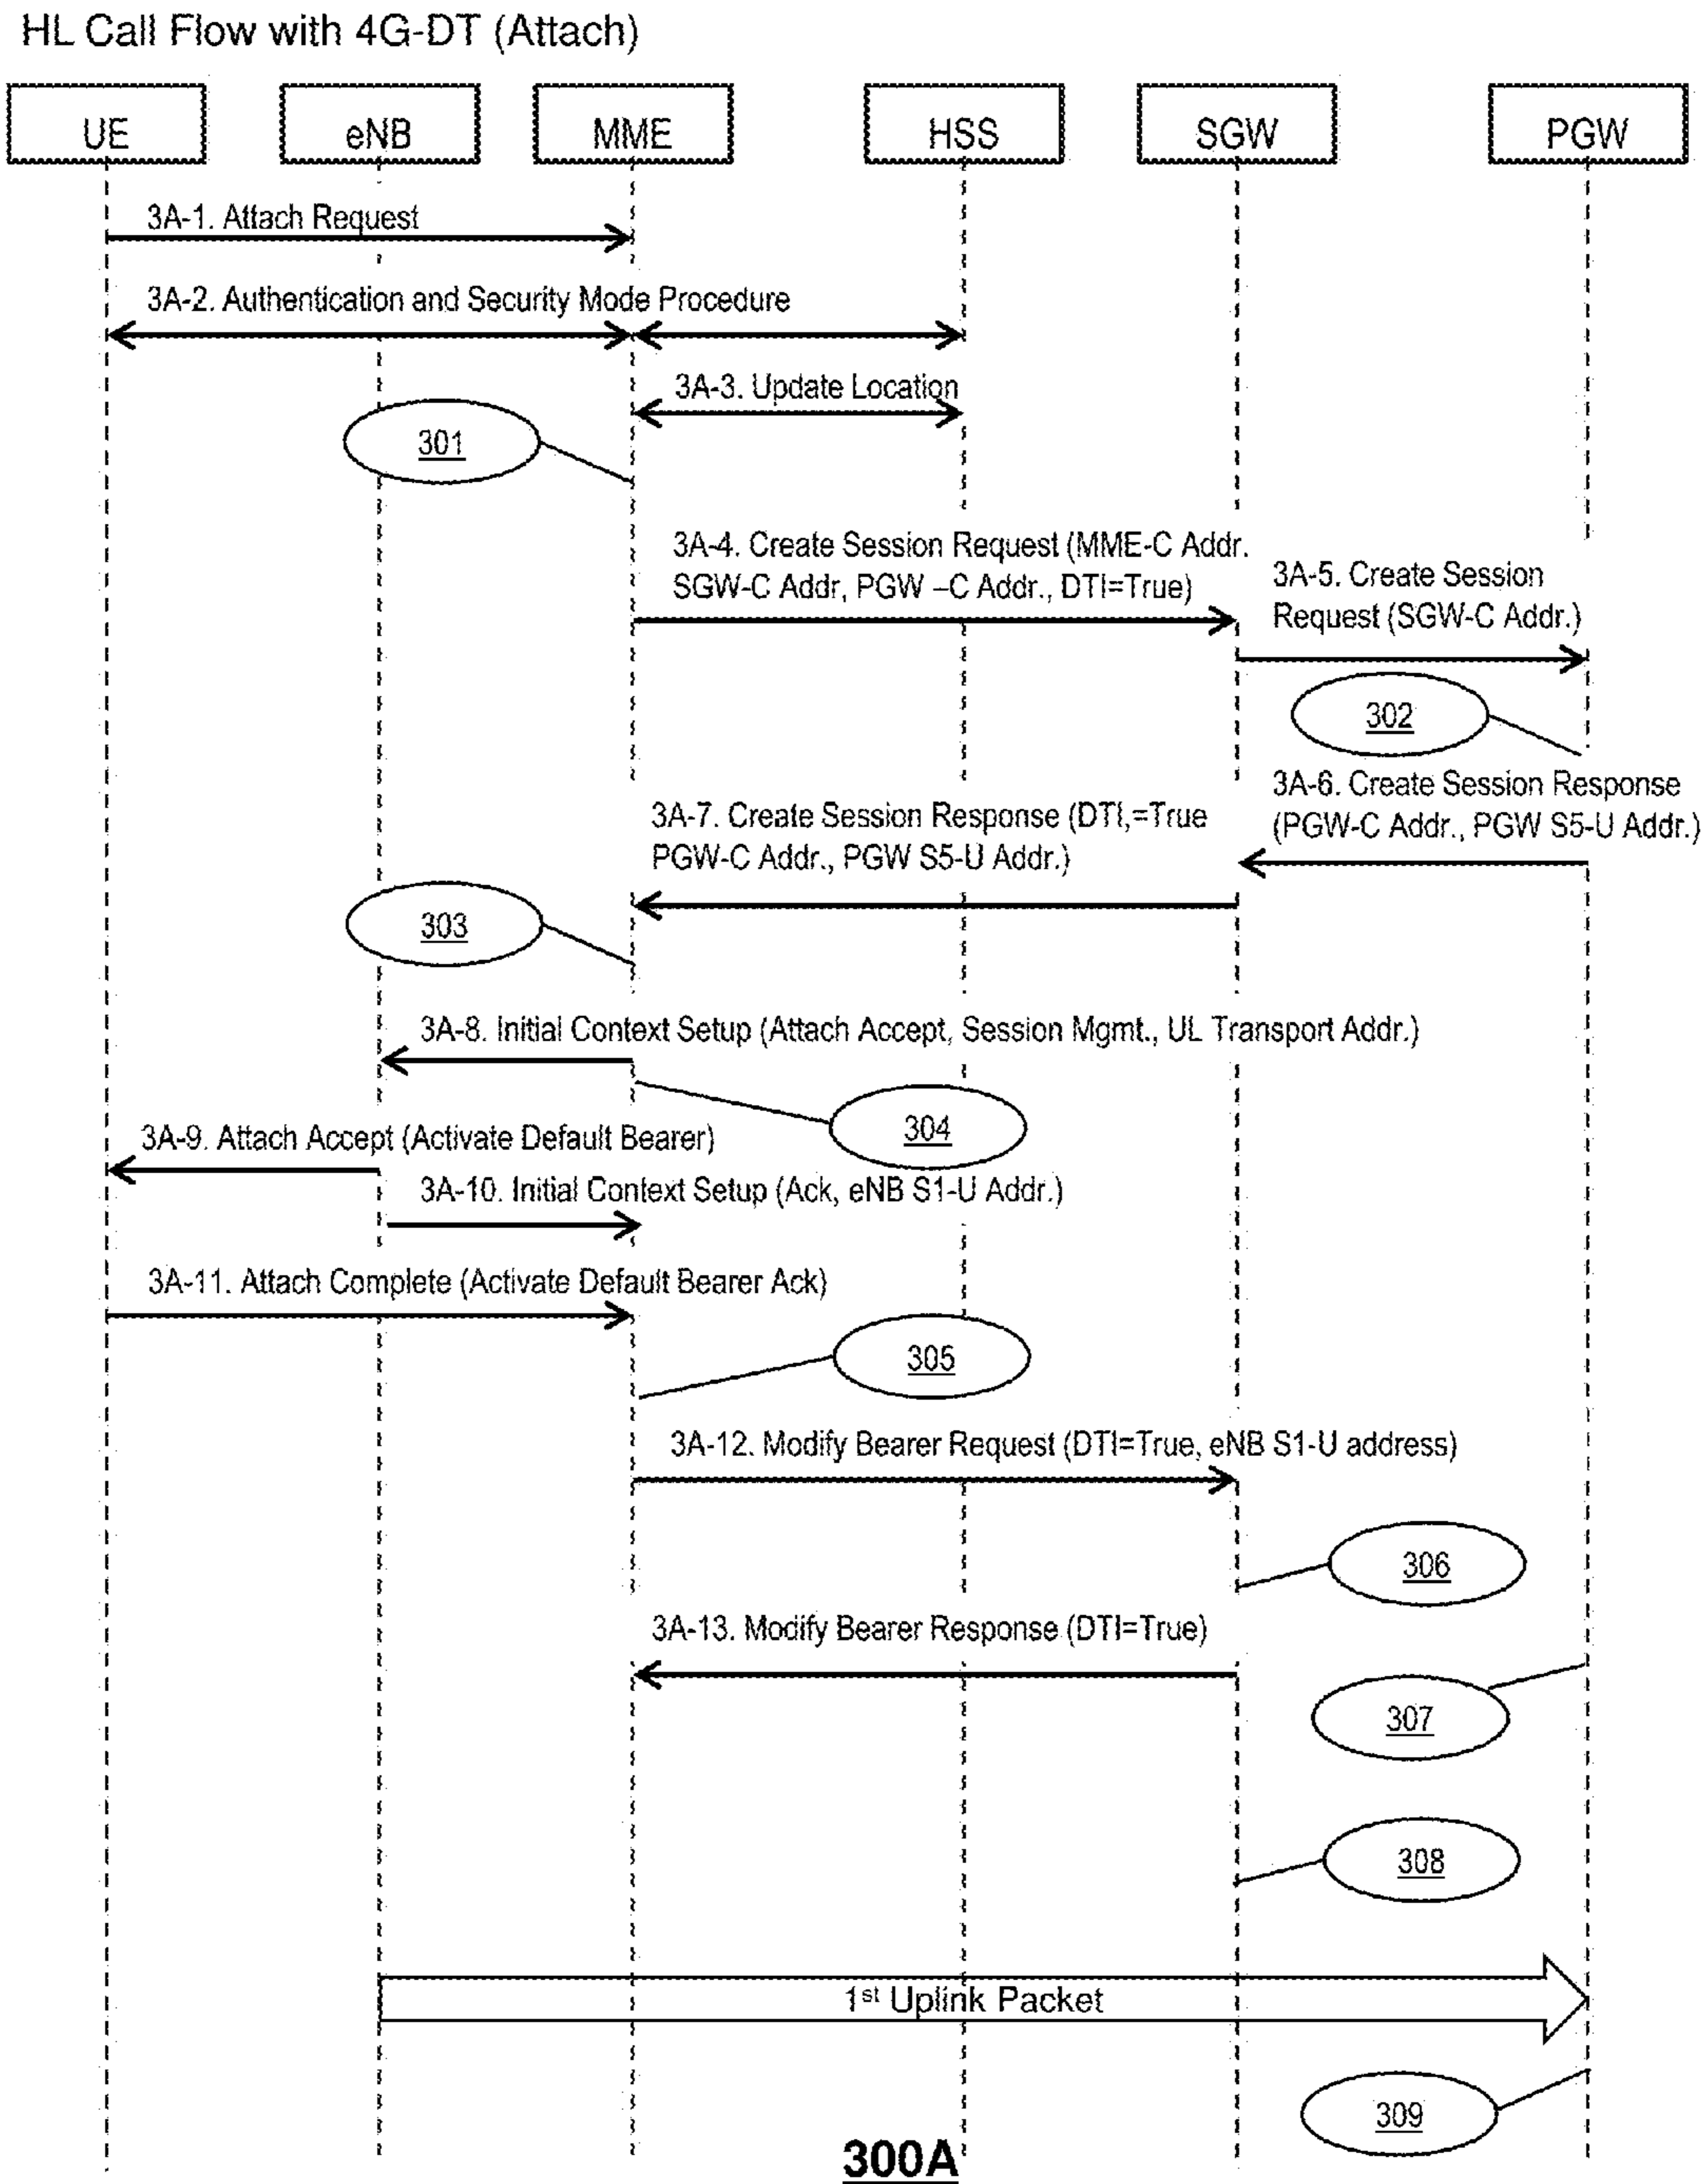 HL Call Flow with 4G-DT (Attach)
UE
eNB
MME
HSS
SGW
PGW
3A-1. Attach Request
3A-2. Authentication and Security Mode Procedure
3A-3. Update Location
301
3A-4. Create Session Request (MME-C Addr.
SGW-C Addr, PGW –C Addr., DTI=True)
3A-5. Create Session
Request (SGW-C Addr.)
302
3A-6. Create Session Response
(PGW-C Addr., PGW S5-U Addr.)
3A-7. Create Session Response (DTI,=True
PGW-C Addr., PGW S5-U Addr.)
303
3A-8. Initial Context Setup (Attach Accept, Session Mgmt., UL Transport Addr.)
304
3A-9. Attach Accept (Activate Default Bearer)
3A-10. Initial Context Setup (Ack, eNB S1-U Addr.)
3A-11. Attach Complete (Activate Default Bearer Ack)
305
3A-12. Modify Bearer Request (DTI=True, eNB S1-U address)
306
3A-13. Modify Bearer Response (DTI=True)
307
308
1st Uplink Packet
309
300A